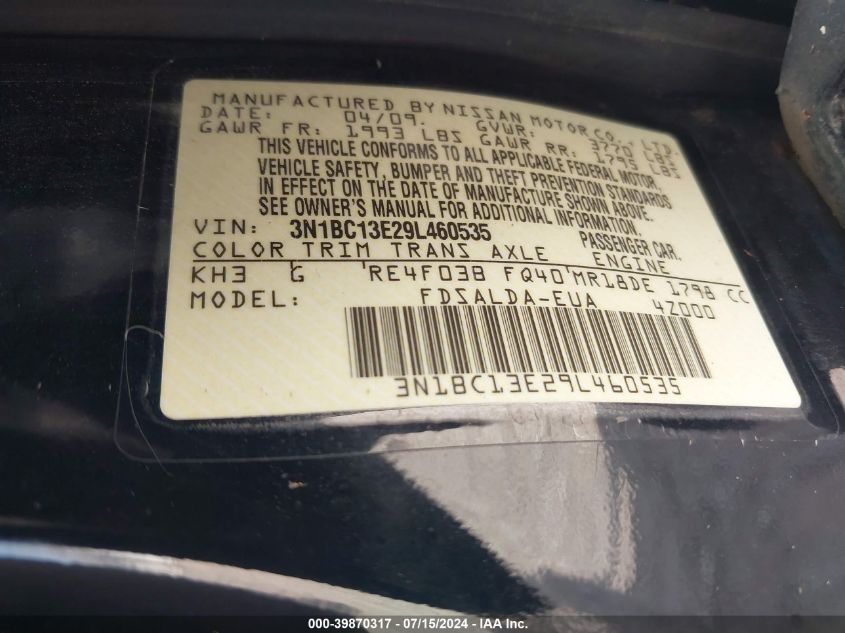 MANUFACTURED BY NISSAN MOTOR CO., LTD.
DATE: 04/09. GVWR: 3770 LBS
GAWR FR: 1993 LBS GAWR RR: 1795 LBS
THIS VEHICLE CONFORMS TO ALL APPLICABLE FEDERAL MOTOR
VEHICLE SAFETY, BUMPER AND THEFT PREVENTION STANDARDS
IN EFFECT ON THE DATE OF MANUFACTURE SHOWN ABOVE.
SEE OWNER'S MANUAL FOR ADDITIONAL INFORMATION.
VIN: 3N1BC13E29L460535 PASSENGER CAR.
COLOR TRIM TRANS AXLE ENGINE
KH3 G RE4F03B FQ40 MR18DE 1798 CC
MODEL: FDSALDA-EUA 4Z000
3N1BC13E29L460535
000-39870317 - 07/15/2024 - IAA, Inc.